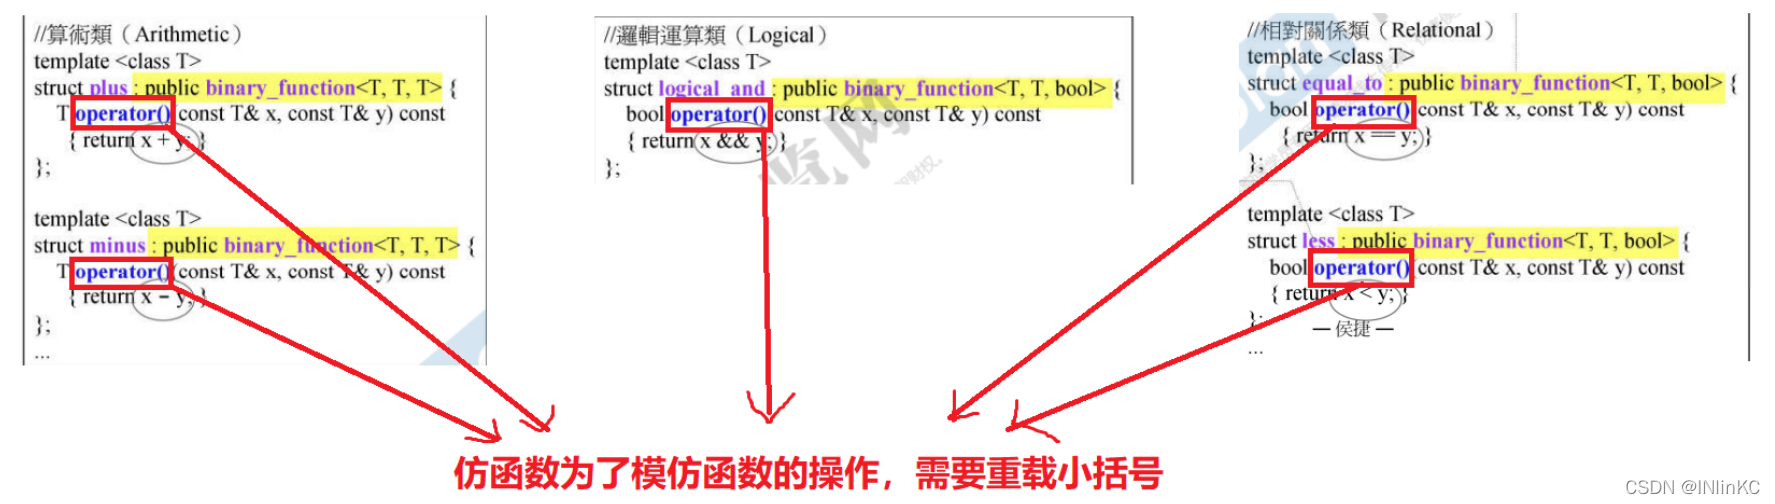 //算術類（Arithmetic）
template <class T>
struct plus : public binary_function<T, T, T> {
T operator() (const T& x, const T& y) const
{ return x + y; }
};
template <class T>
struct minus : public binary_function<T, T, T> {
T operator() (const T& x, const T& y) const
{ return x - y; }
};
...
//邏輯運算類（Logical）
template <class T>
struct logical_and : public binary_function<T, T, bool> {
bool operator() (const T& x, const T& y) const
{ return x && y; }
};
//相對關係類（Relational）
template <class T>
struct equal_to : public binary_function<T, T, bool> {
bool operator() (const T& x, const T& y) const
{ return x == y; }
};
template <class T>
struct less : public binary_function<T, T, bool> {
bool operator() (const T& x, const T& y) const
{ return x < y; }
};
— 侯捷 —
...
仿函数为了模仿函数的操作，需要重载小括号
CSDN @INlinKC